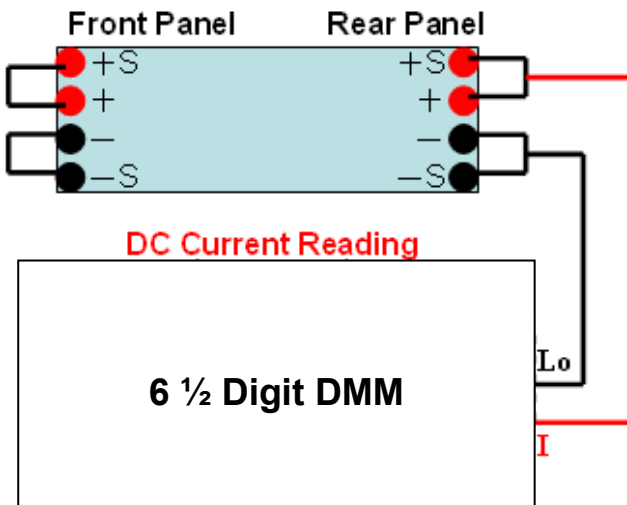 Front Panel Rear Panel
+S +S
+ +
− −
−S −S
DC Current Reading
6 ½ Digit DMM
Lo
I